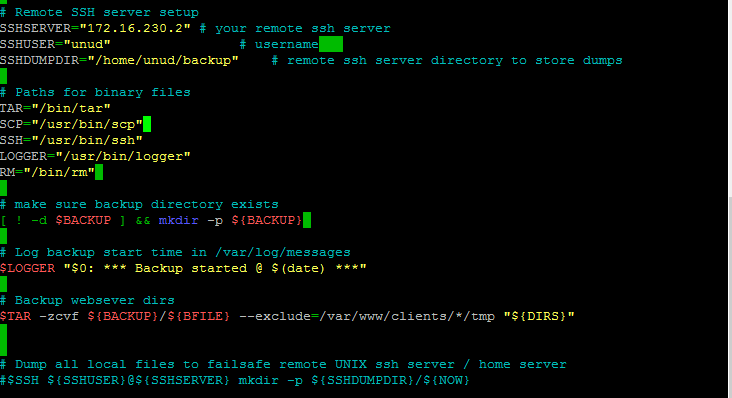 # Remote SSH server setup
SSHSERVER="172.16.230.2" # your remote ssh server
SSHUSER="unud" # username
SSHDUMPDIR="/home/unud/backup" # remote ssh server directory to store dumps
# Paths for binary files
TAR="/bin/tar"
SCP="/usr/bin/scp"
SSH="/usr/bin/ssh"
LOGGER="/usr/bin/logger"
RM="/bin/rm"
# make sure backup directory exists
[ ! -d $BACKUP ] && mkdir -p ${BACKUP}
# Log backup start time in /var/log/messages
$LOGGER "$0: *** Backup started @ $(date) ***"
# Backup websever dirs
$TAR -zcvf ${BACKUP}/${BFILE} --exclude=/var/www/clients/*/tmp "${DIRS}"
# Dump all local files to failsafe remote UNIX ssh server / home server
#$SSH ${SSHUSER}@${SSHSERVER} mkdir -p ${SSHDUMPDIR}/${NOW}